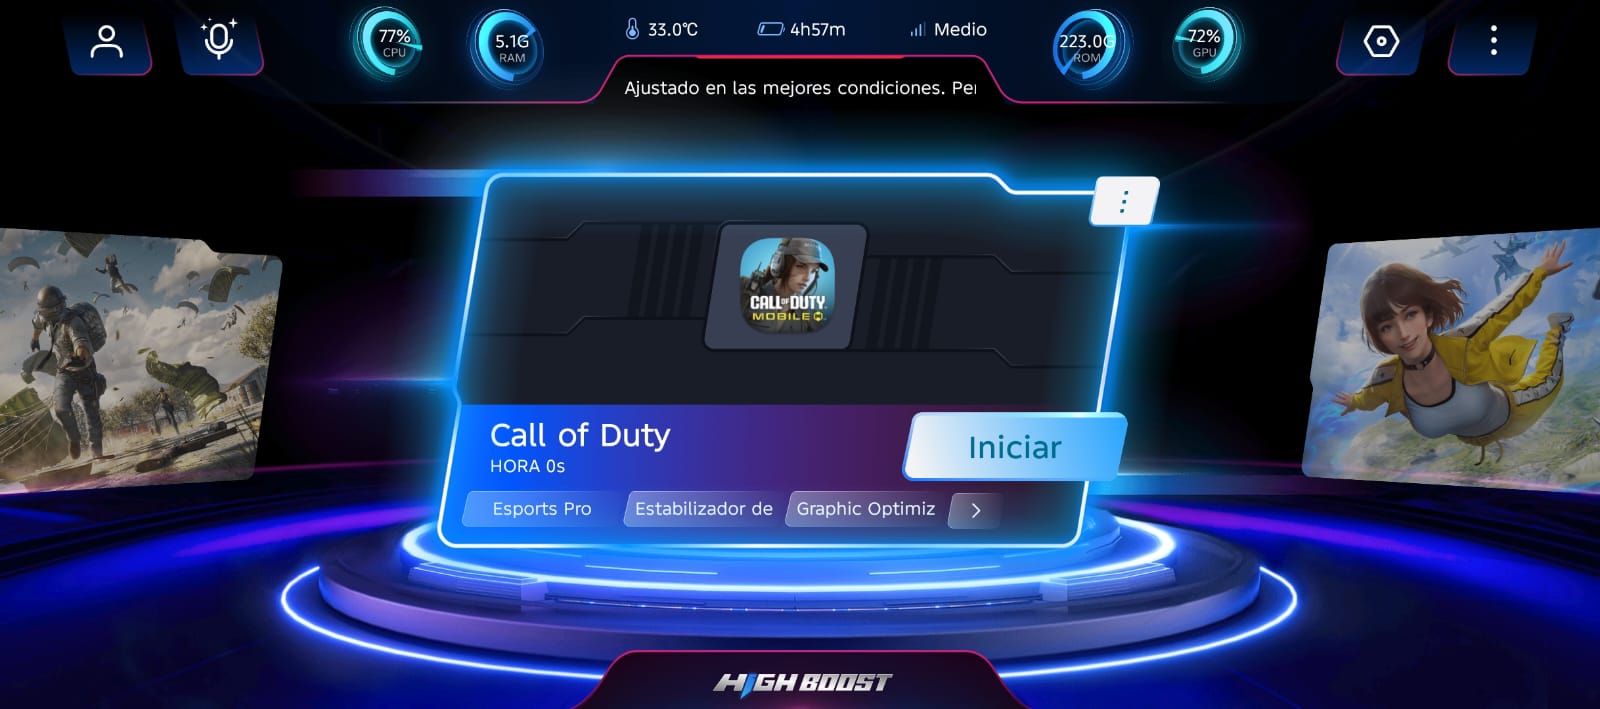 77%
CPU
5.1G
RAM
33.0℃
4h57m
Medio
223.0G
ROM
72%
GPU
Ajustado en las mejores condiciones. Per
CALL OF DUTY
MOBILE
Call of Duty
HORA 0s
Iniciar
Esports Pro
Estabilizador de
Graphic Optimiz
HiGH BOOST